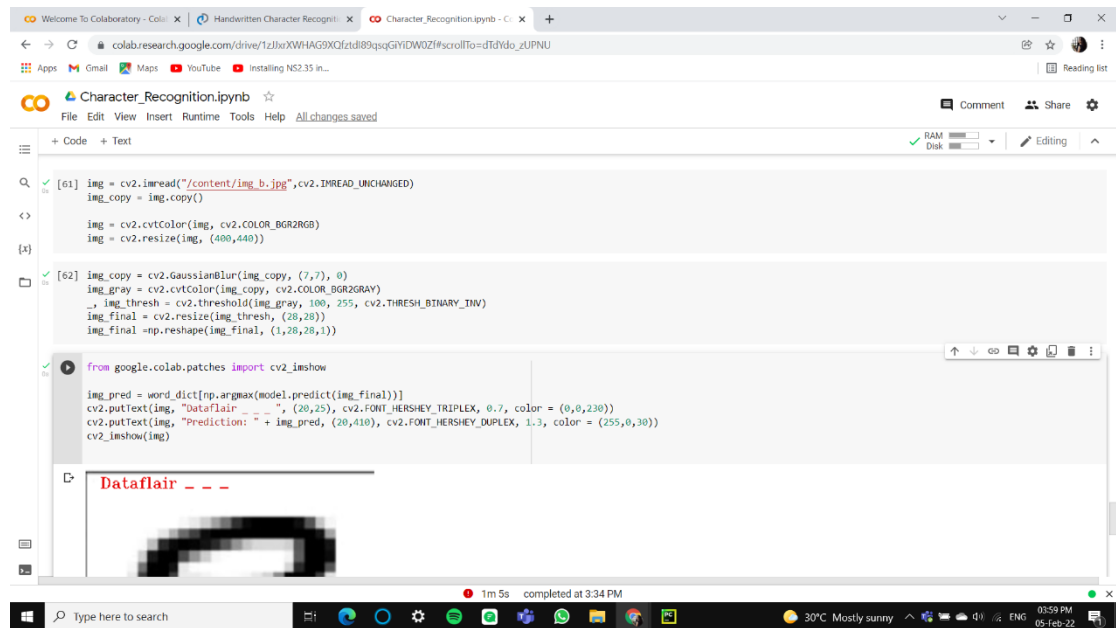 Welcome to Colaboratory - Colab
Handwritten Character Recogniti
Character_Recognition.ipynb - Co
colab.research.google.com/drive/1zJJxrXWHAG9XQfztdI89qsqGiYiDW0Zf#scrollTo=dTdYdo_zUPNU
Apps Gmail Maps YouTube Installing NS2.35 in... Reading list
Character_Recognition.ipynb
Comment Share
File Edit View Insert Runtime Tools Help All changes saved
+ Code + Text
RAM
Disk
Editing
[61] img = cv2.imread("/content/img_b.jpg",cv2.IMREAD_UNCHANGED)
img_copy = img.copy()
img = cv2.cvtColor(img, cv2.COLOR_BGR2RGB)
img = cv2.resize(img, (400,440))
[62] img_copy = cv2.GaussianBlur(img_copy, (7,7), 0)
img_gray = cv2.cvtColor(img_copy, cv2.COLOR_BGR2GRAY)
_, img_thresh = cv2.threshold(img_gray, 100, 255, cv2.THRESH_BINARY_INV)
img_final = cv2.resize(img_thresh, (28,28))
img_final =np.reshape(img_final, (1,28,28,1))
from google.colab.patches import cv2_imshow
img_pred = word_dict[np.argmax(model.predict(img_final))]
cv2.putText(img, "Dataflair _ _ _ ", (20,25), cv2.FONT_HERSHEY_TRIPLEX, 0.7, color = (0,0,230))
cv2.putText(img, "Prediction: " + img_pred, (20,410), cv2.FONT_HERSHEY_DUPLEX, 1.3, color = (255,0,30))
cv2_imshow(img)
Dataflair _ _ _
1m 5s completed at 3:34 PM
Type here to search
30°C Mostly sunny
ENG
03:59 PM
05-Feb-22